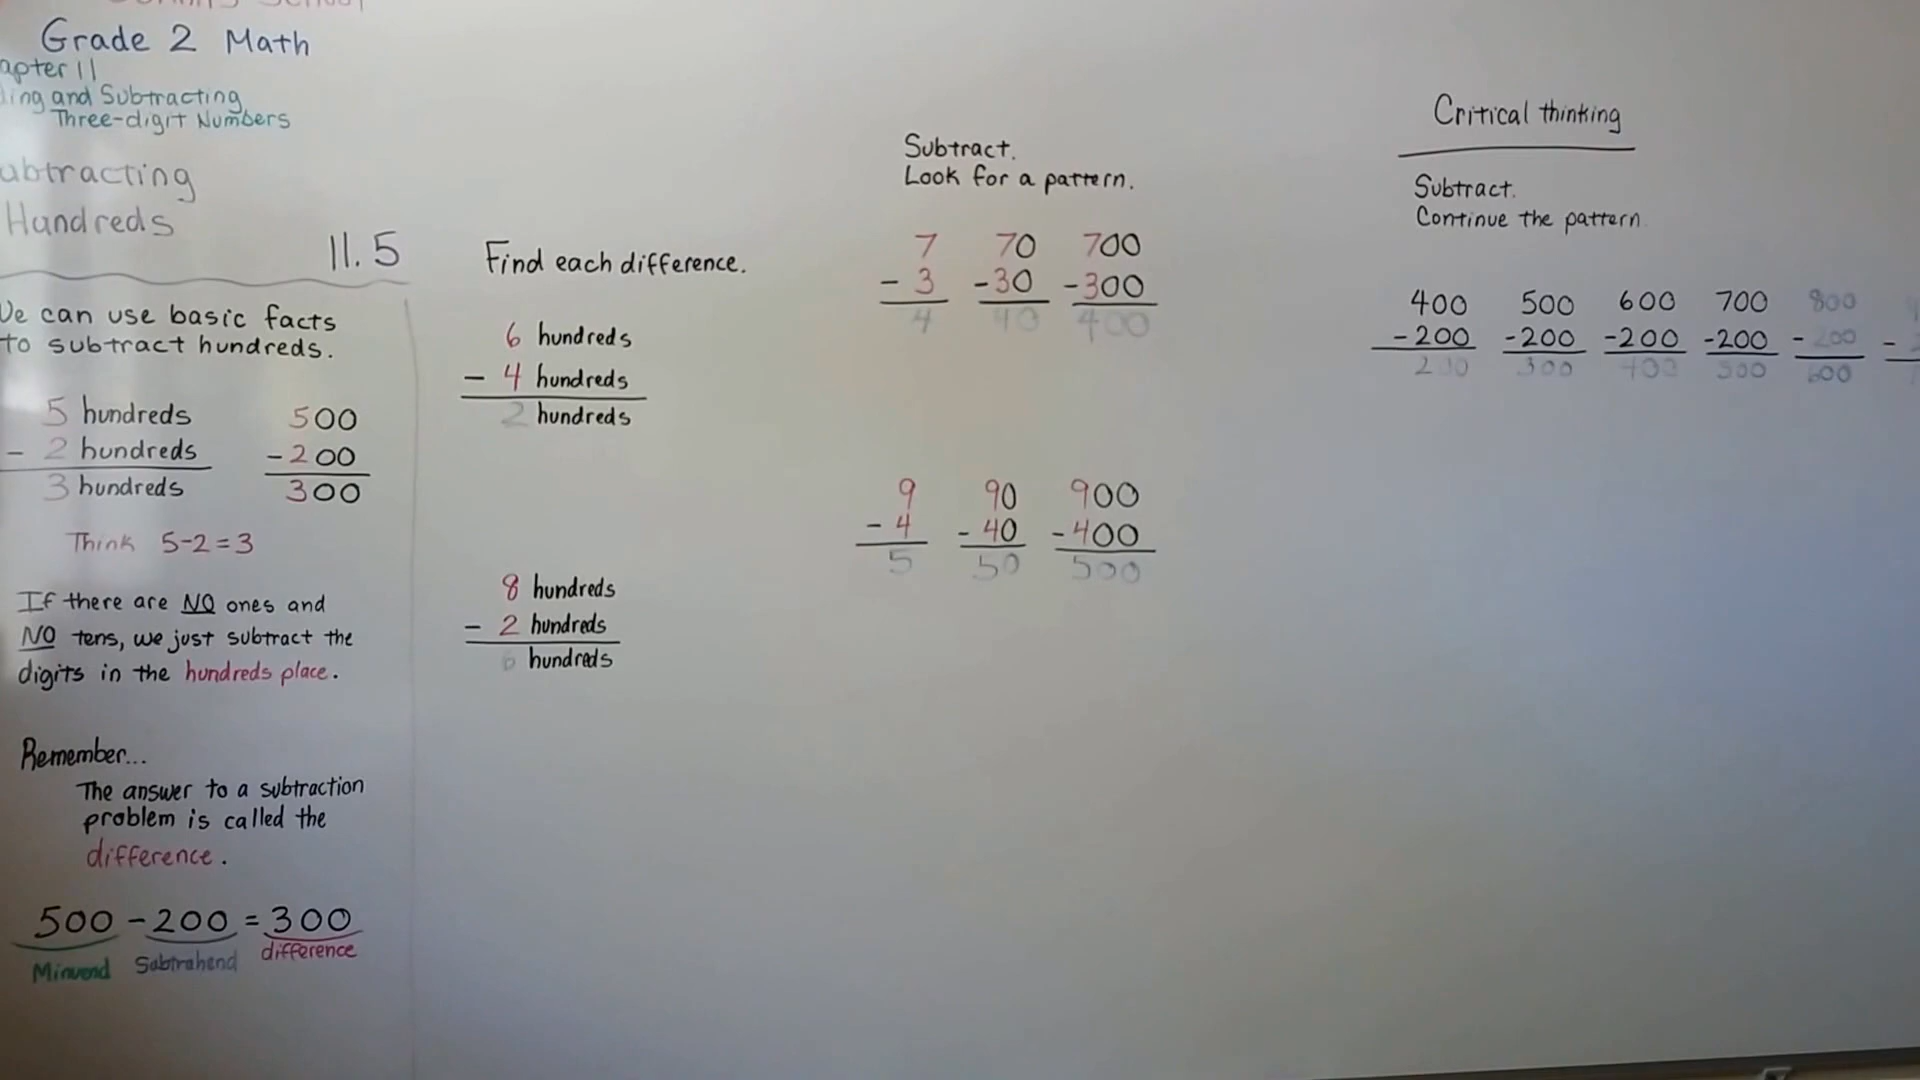 Grade 2 Math
apter 11
ing and Subtracting
Three-digit Numbers
ubtracting
Hundreds
11.5
We can use basic facts
to subtract hundreds.
5 hundreds
- 2 hundreds
3 hundreds
500
-200
300
Think 5-2=3
If there are NO ones and
NO tens, we just subtract the
digits in the hundreds place.
Remember...
The answer to a subtraction
problem is called the
difference.
500 - 200 = 300
Subtrahend difference
Find each difference.
6 hundreds
- 4 hundreds
2 hundreds
8 hundreds
- 2 hundreds
6 hundreds
Subtract.
Look for a pattern.
7 70 700
- 3 -30 -300
4 40 400
9 90 900
- 4 - 40 -400
5 50 500
Critical thinking
Subtract.
Continue the pattern
400 500 600 700 800
-200 -200 -200 -200 -200 -
200 300 400 500 600